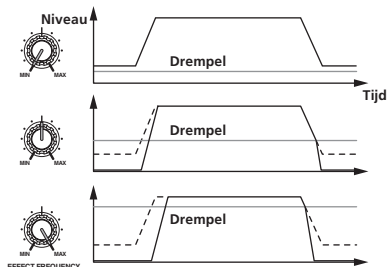 Niveau
Drempel
MIN MAX
Tijd
Drempel
MIN MAX
Drempel
MIN MAX
EFFECT FREQUENCY